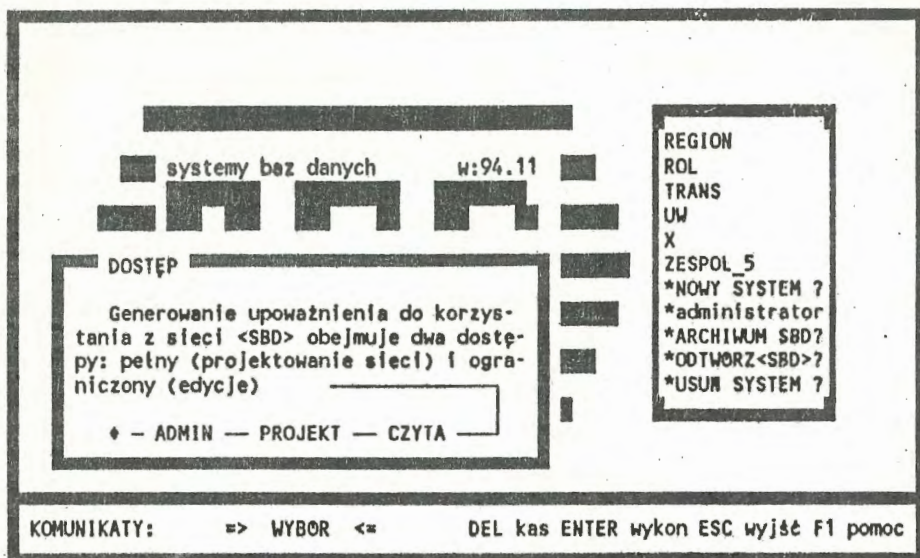 systemy baz danych w:94.11
DOSTĘP
Generowanie upoważnienia do korzys-
tania z sieci <SBD> obejmuje dwa dostę-
py: pełny (projektowanie sieci) i ogra-
niczony (edycje)
♦ — ADMIN — PROJEKT — CZYTA
REGION
ROL
TRANS
UW
X
ZESPOL_5
*NOWY SYSTEM ?
*administrator
*ARCHIWUM SBD?
*ODTWORZ<SBD>?
*USUN SYSTEM ?
KOMUNIKATY: => WYBOR <= DEL kas ENTER wykon ESC wyjść F1 pomoc